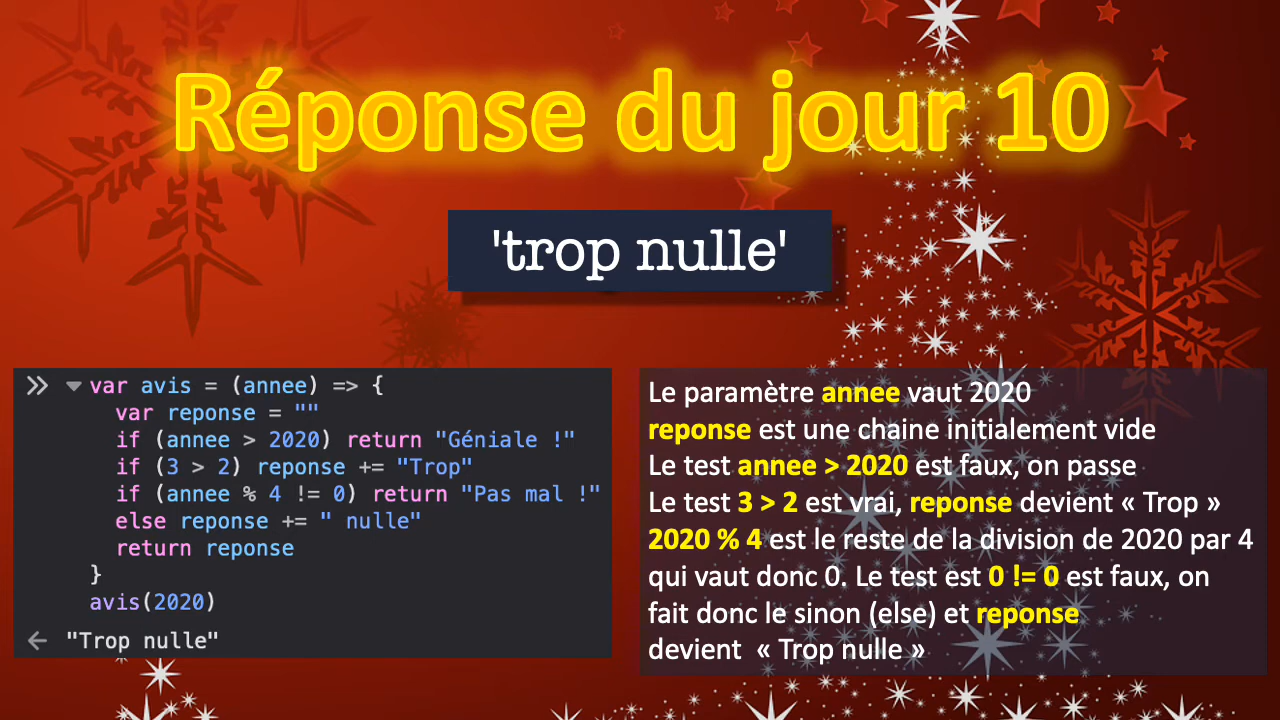 Réponse du jour 10
'trop nulle'
var avis = (annee) => {
var reponse = ""
if (annee > 2020) return "Géniale !"
if (3 > 2) reponse += "Trop"
if (annee % 4 != 0) return "Pas mal !"
else reponse += " nulle"
return reponse
}
avis(2020)
"Trop nulle"
Le paramètre annee vaut 2020
reponse est une chaine initialement vide
Le test annee > 2020 est faux, on passe
Le test 3 > 2 est vrai, reponse devient « Trop »
2020 % 4 est le reste de la division de 2020 par 4
qui vaut donc 0. Le test est 0 != 0 est faux, on
fait donc le sinon (else) et reponse
devient « Trop nulle »